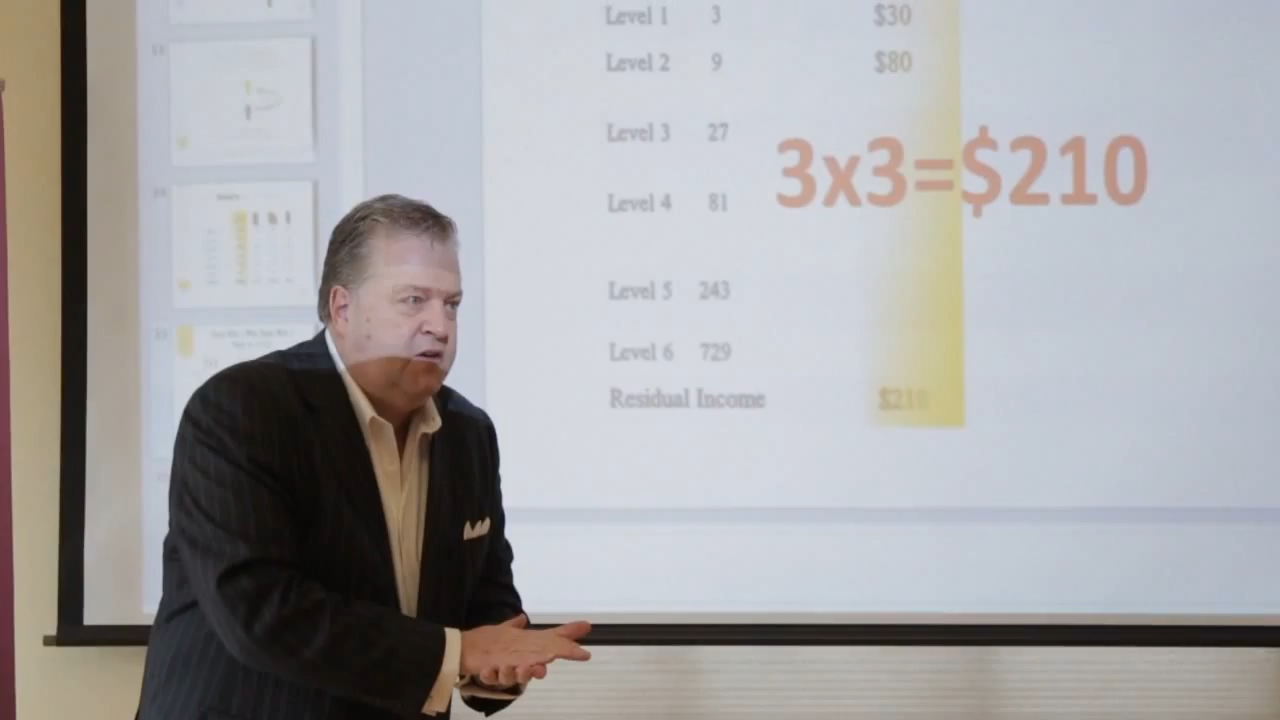 Level 1 3 $30
Level 2 9 $80
Level 3 27
3x3=$210
Level 4 81
Level 5 243
Level 6 729
Residual Income $210